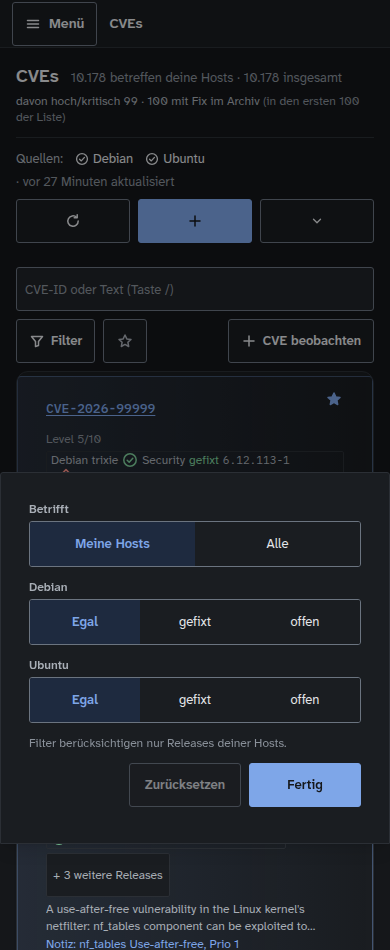 Menü CVEs
CVEs 10.178 betreffen deine Hosts · 10.178 insgesamt
davon hoch/kritisch 99 · 100 mit Fix im Archiv (in den ersten 100
der Liste)
Quellen: Debian Ubuntu
· vor 27 Minuten aktualisiert
CVE-ID oder Text (Taste /)
Filter
+ CVE beobachten
CVE-2026-99999
Level 5/10
Debian trixie Security gefixt 6.12.113-1
Betrifft
Meine Hosts Alle
Debian
Egal gefixt offen
Ubuntu
Egal gefixt offen
Filter berücksichtigen nur Releases deiner Hosts.
Zurücksetzen Fertig
+ 3 weitere Releases
A use-after-free vulnerability in the Linux kernel's
netfilter: nf_tables component can be exploited to...
Notiz: nf_tables Use-after-free, Prio 1